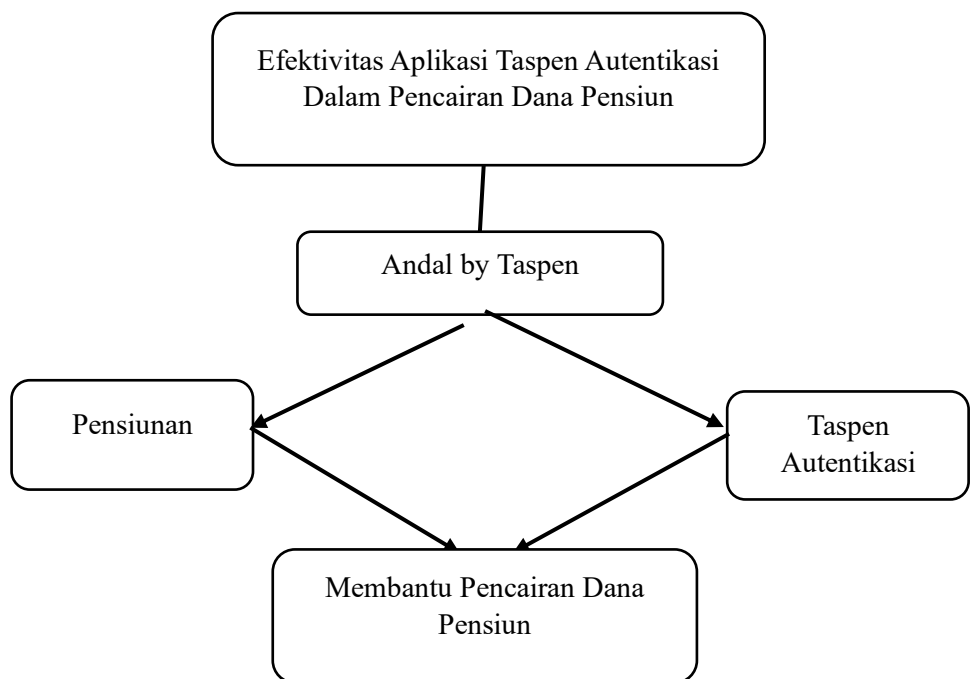 Efektivitas Aplikasi Taspen Autentikasi
Dalam Pencairan Dana Pensiun
Andal by Taspen
Pensiunan
Taspen
Autentikasi
Membantu Pencairan Dana
Pensiun